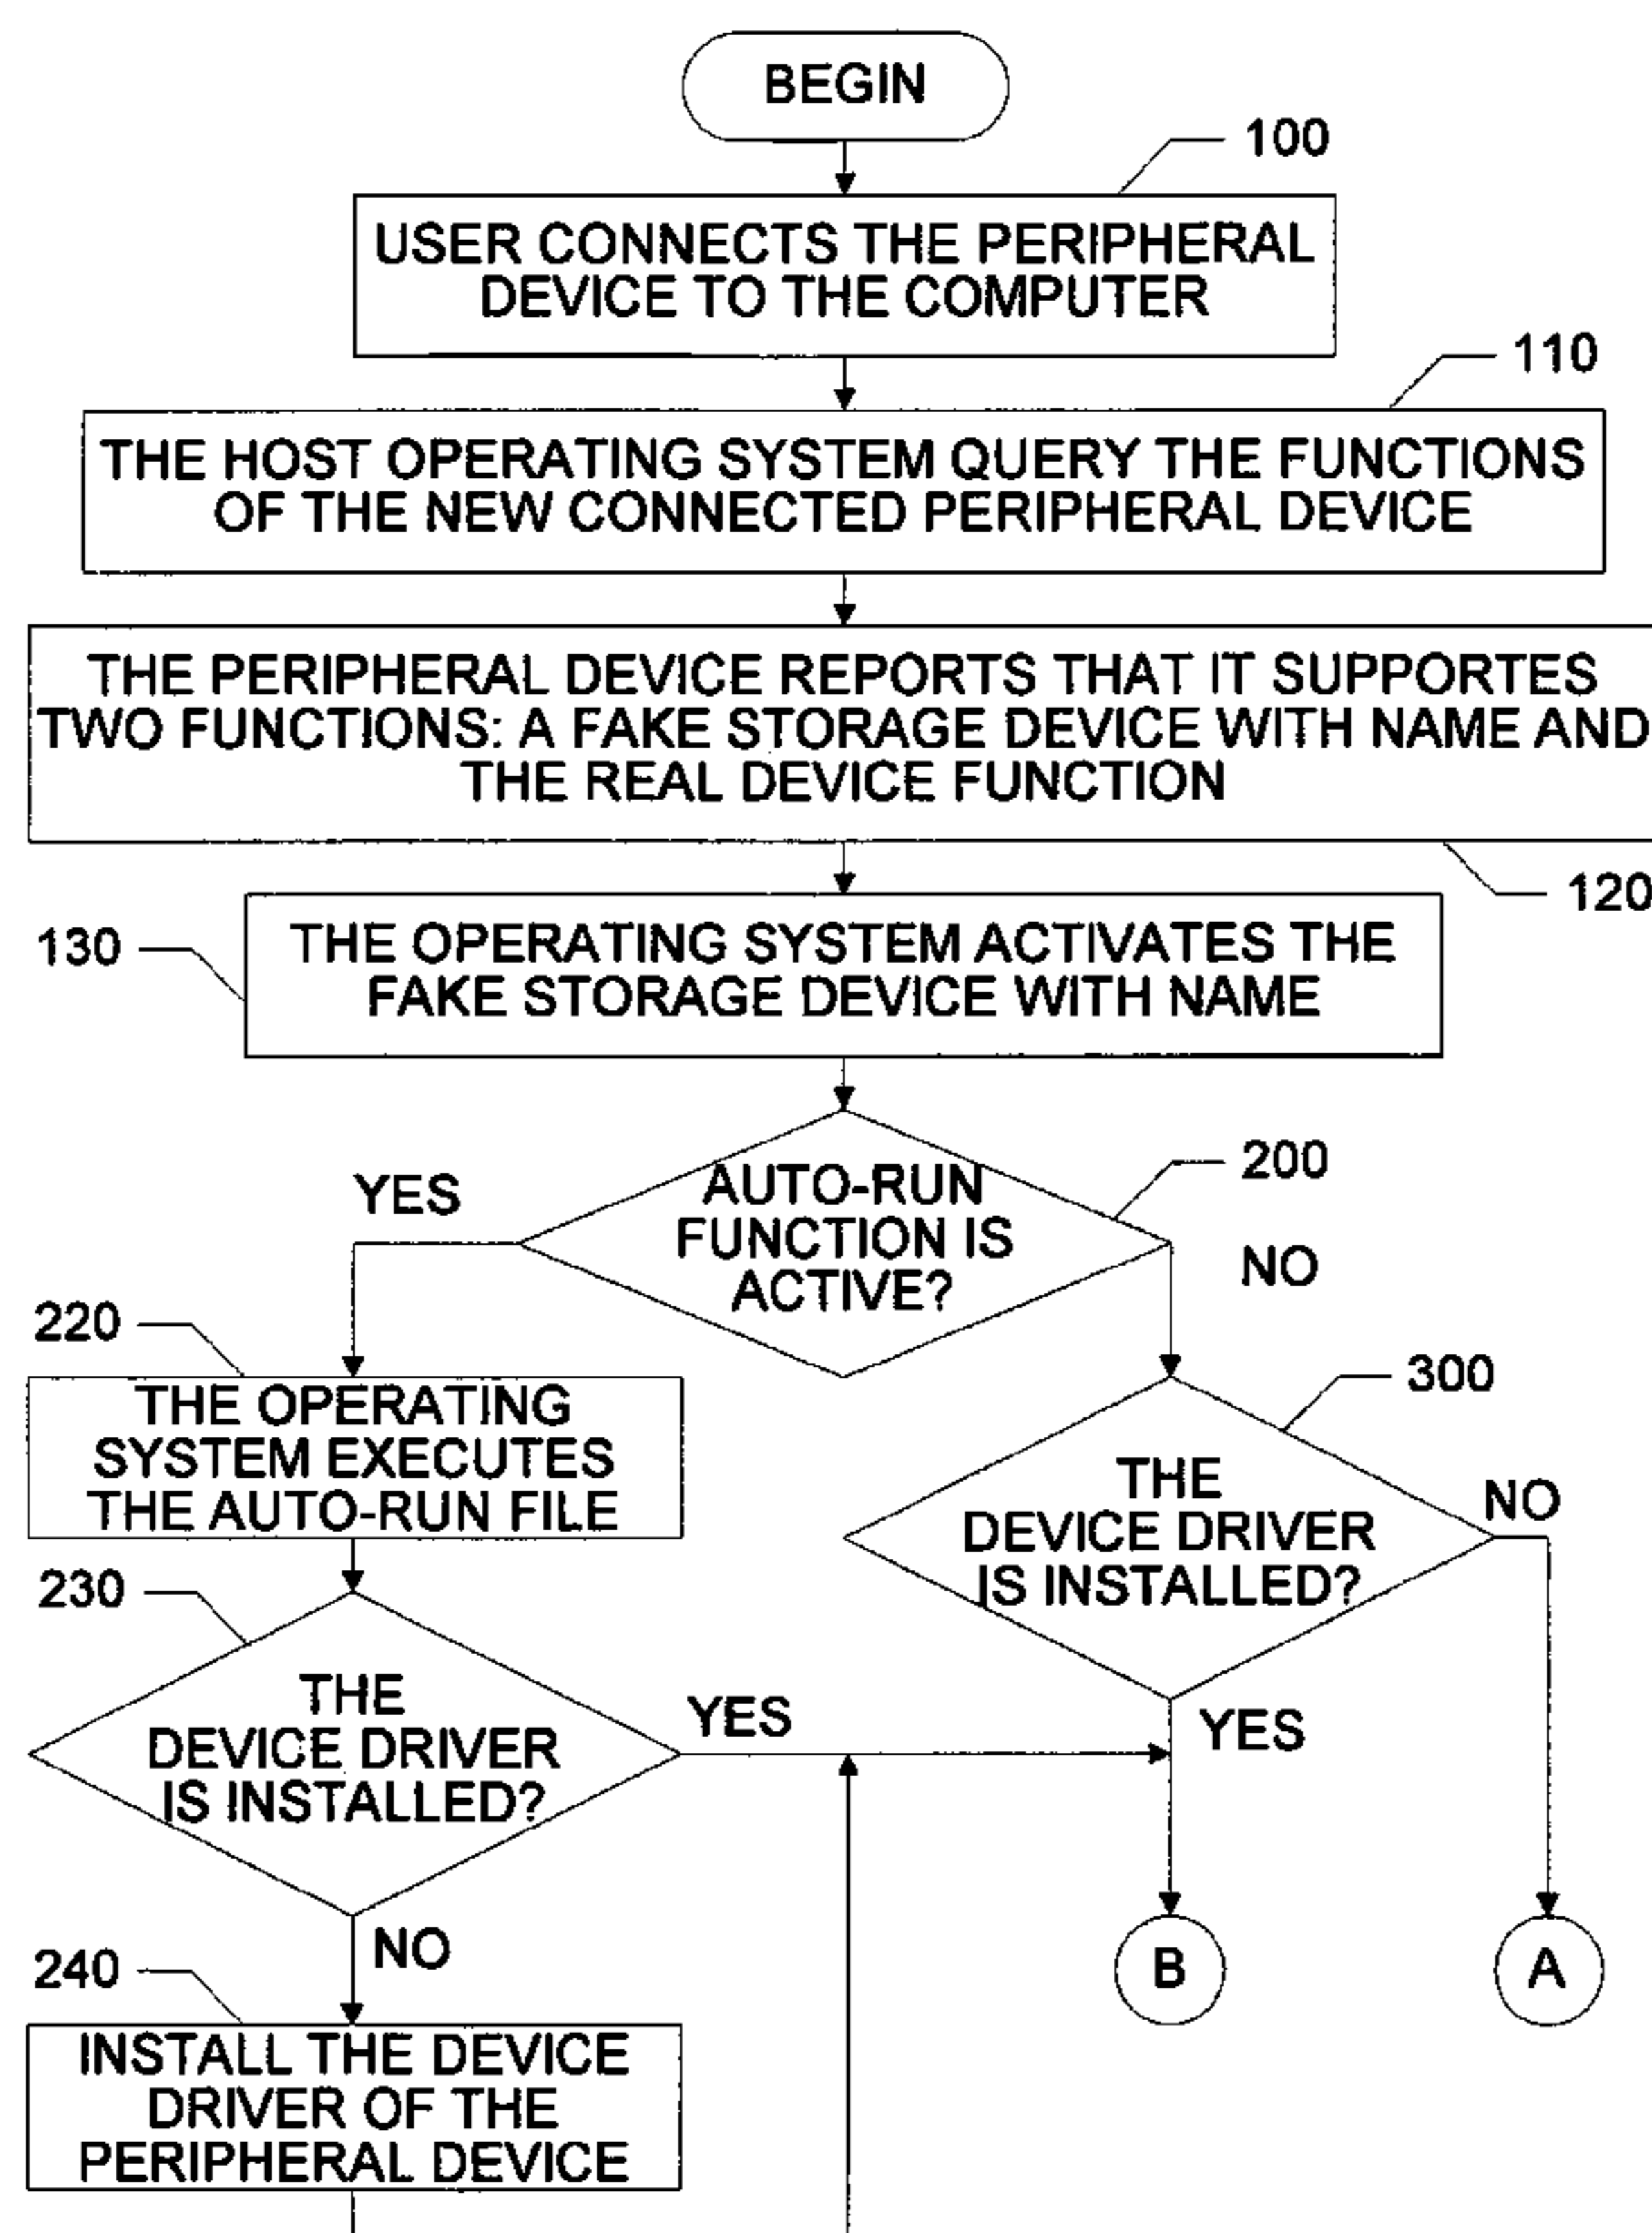 BEGIN
100
USER CONNECTS THE PERIPHERAL
DEVICE TO THE COMPUTER
110
THE HOST OPERATING SYSTEM QUERY THE FUNCTIONS
OF THE NEW CONNECTED PERIPHERAL DEVICE
THE PERIPHERAL DEVICE REPORTS THAT IT SUPPORTES
TWO FUNCTIONS: A FAKE STORAGE DEVICE WITH NAME AND
THE REAL DEVICE FUNCTION
120
130
THE OPERATING SYSTEM ACTIVATES THE
FAKE STORAGE DEVICE WITH NAME
200
YES
AUTO-RUN
FUNCTION IS
ACTIVE?
NO
220
THE OPERATING
SYSTEM EXECUTES
THE AUTO-RUN FILE
300
THE
DEVICE DRIVER
IS INSTALLED?
NO
230
THE
DEVICE DRIVER
IS INSTALLED?
YES
YES
NO
B
A
240
INSTALL THE DEVICE
DRIVER OF THE
PERIPHERAL DEVICE